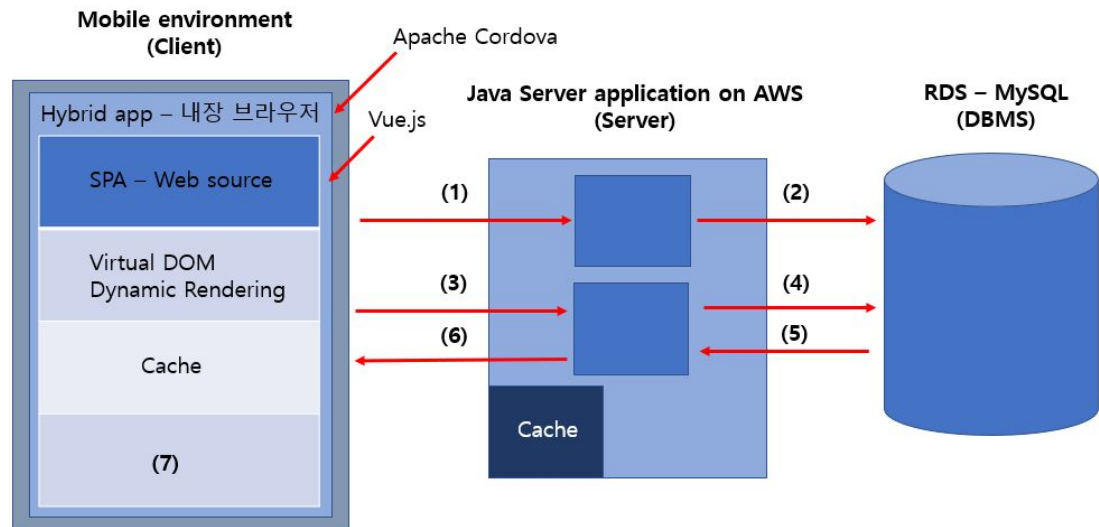 Mobile environment
(Client)
Apache Cordova
Hybrid app – 내장 브라우저
Vue.js
SPA – Web source
Virtual DOM
Dynamic Rendering
Cache
(7)
Java Server application on AWS
(Server)
(1)
(2)
(3)
(4)
(6)
(5)
Cache
RDS – MySQL
(DBMS)